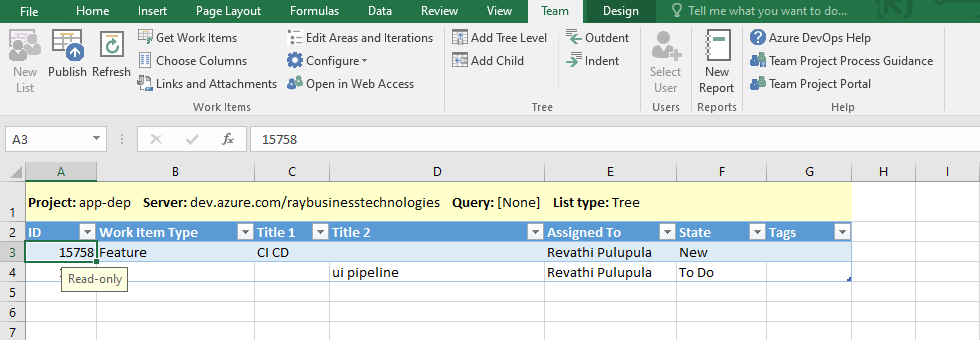 File Home Insert Page Layout Formulas Data Review View Team Design Tell me what you want to do...
New List
Publish
Refresh
Get Work Items
Choose Columns
Links and Attachments
Edit Areas and Iterations
Configure
Open in Web Access
Work Items
Add Tree Level
Add Child
Outdent
Indent
Tree
Select User
Users
New Report
Reports
Azure DevOps Help
Team Project Process Guidance
Team Project Portal
Help
A3 fx 15758
A B C D E F G H I
1 Project: app-dep Server: dev.azure.com/raybusinesstechnologies Query: [None] List type: Tree
2 ID Work Item Type Title 1 Title 2 Assigned To State Tags
3 15758 Feature CI CD Revathi Pulupula New
4 ui pipeline Revathi Pulupula To Do
Read-only
5
6
7